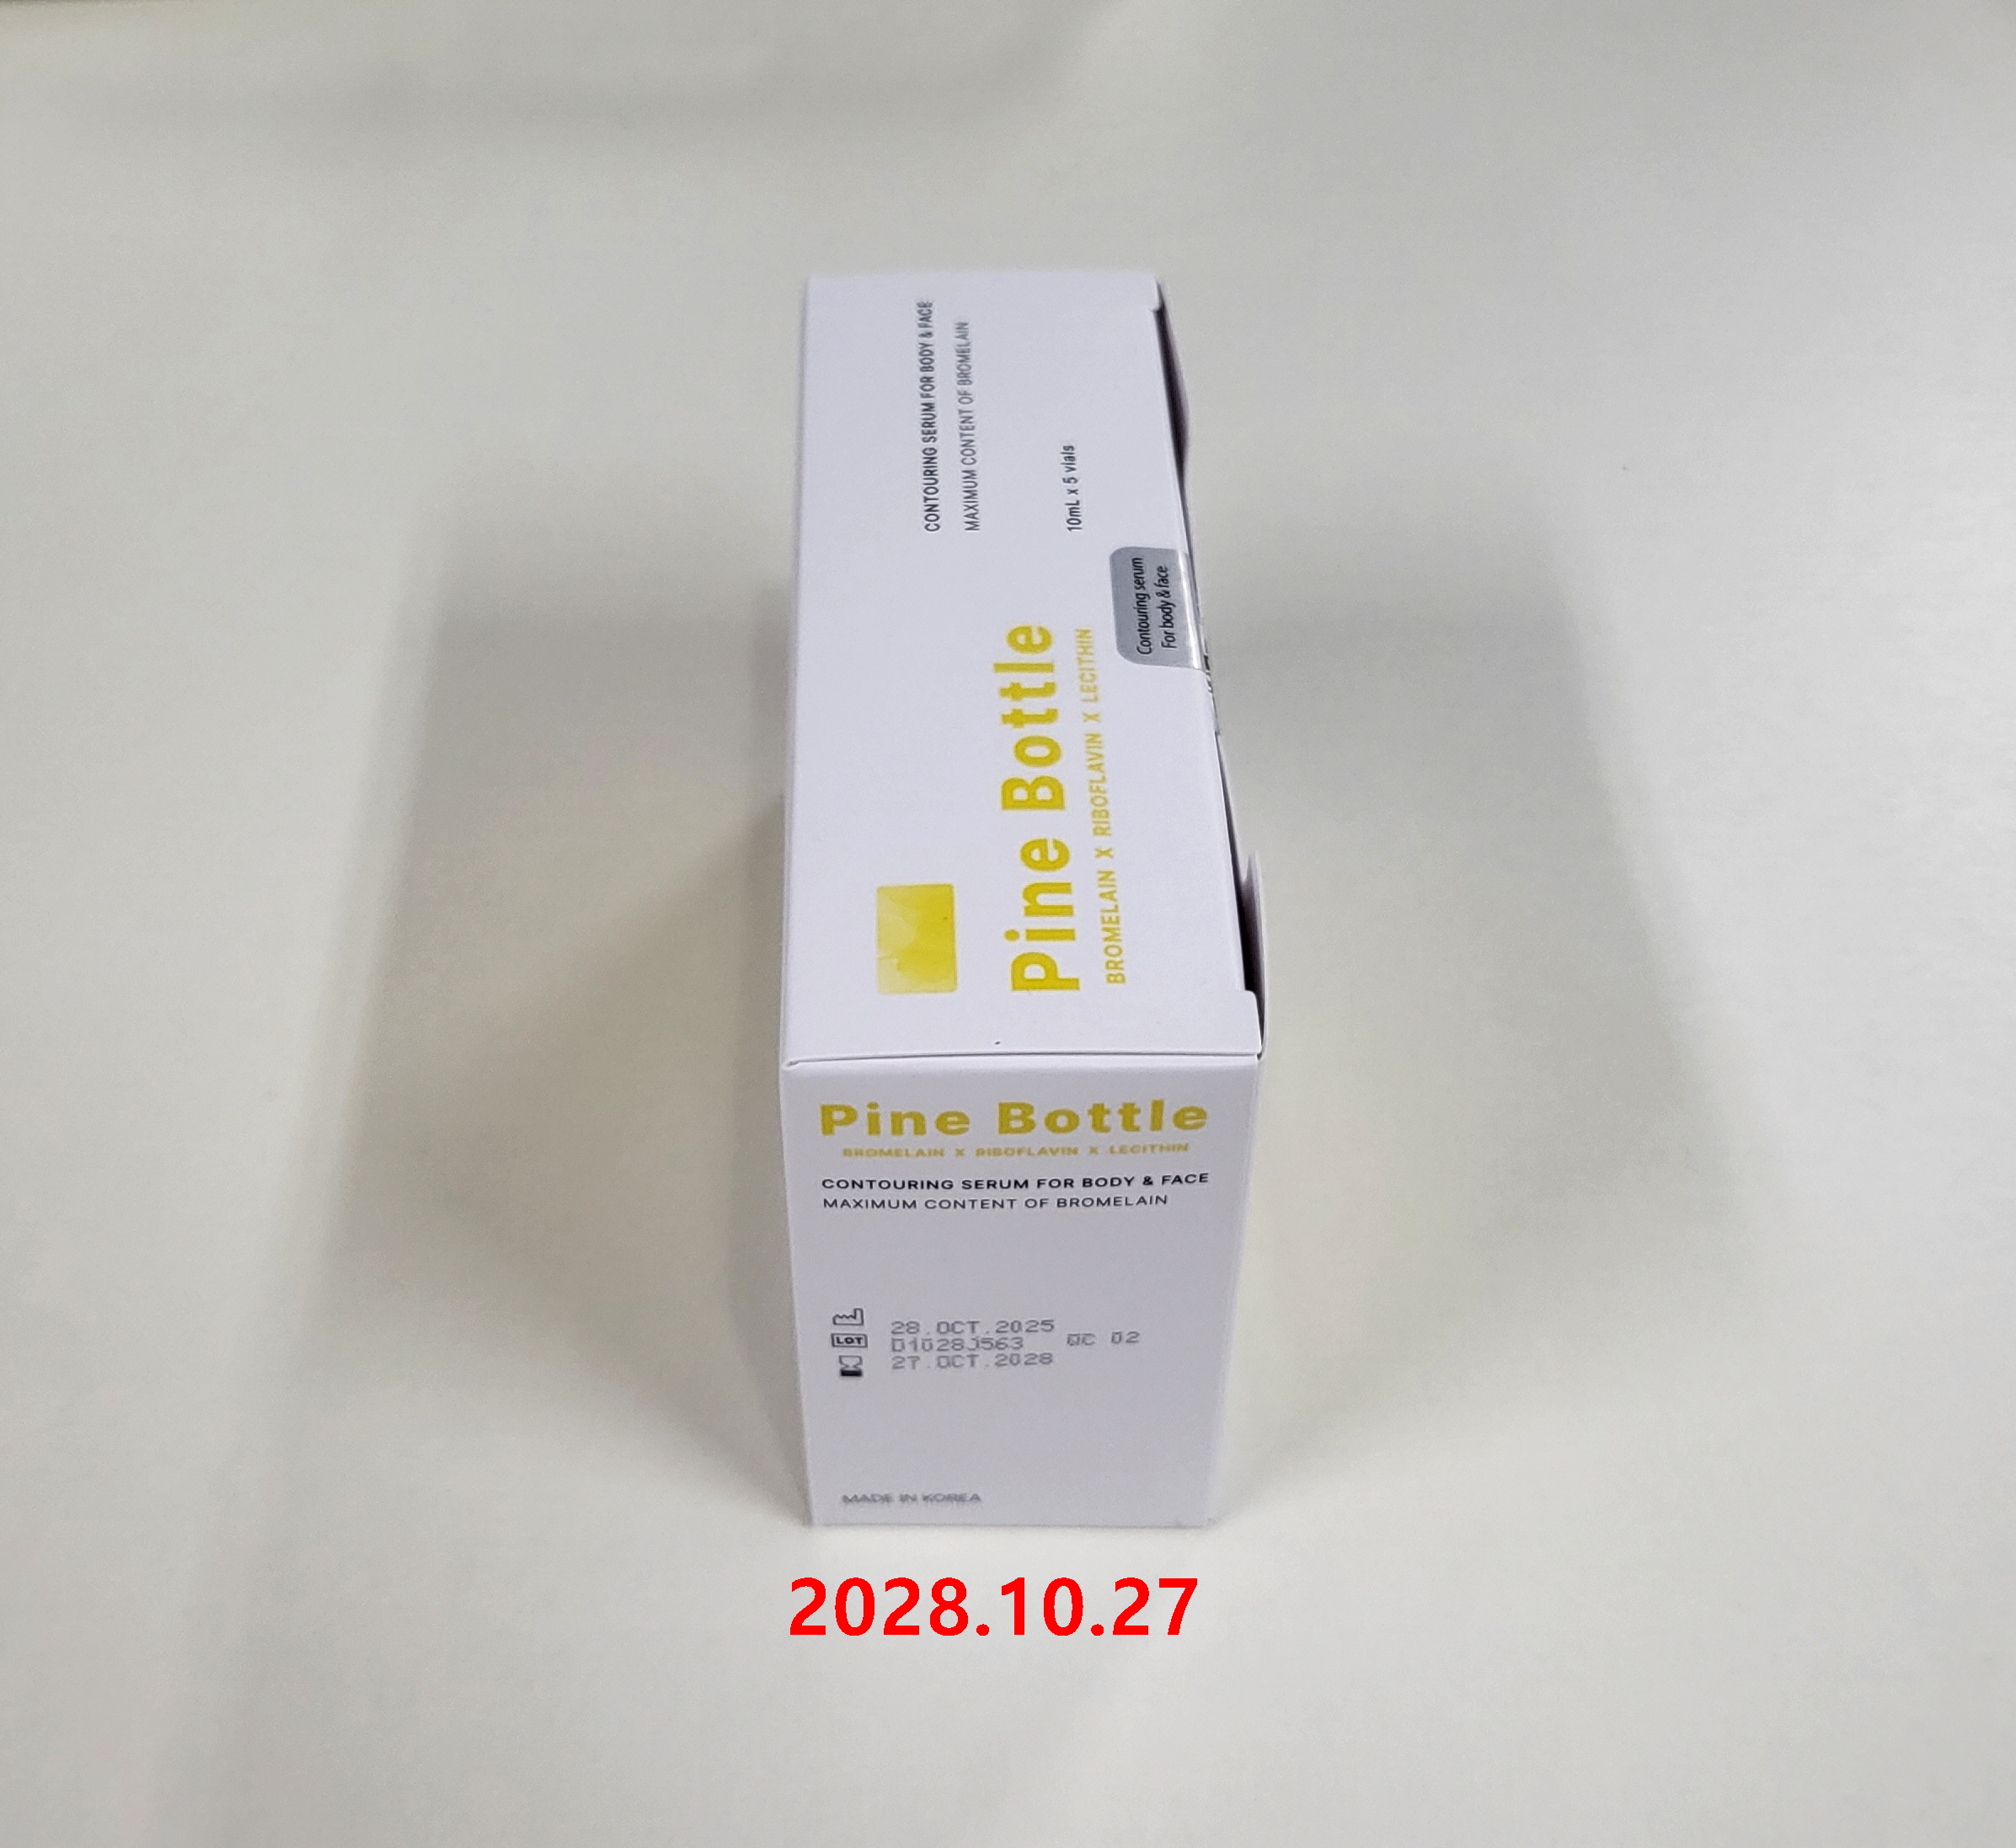 CONTOURING SERUM FOR BODY & FACE
MAXIMUM CONTENT OF BROMELAIN
10mL x 5 vials
Contouring serum
For body & face
Pine Bottle
BROMELAIN X RIBOFLAVIN X LECITHIN
Pine Bottle
BROMELAIN X RIBOFLAVIN X LECITHIN
CONTOURING SERUM FOR BODY & FACE
MAXIMUM CONTENT OF BROMELAIN
28.OCT.2025
LOT D1028J563 QC 02
27.OCT.2028
MADE IN KOREA
2028.10.27